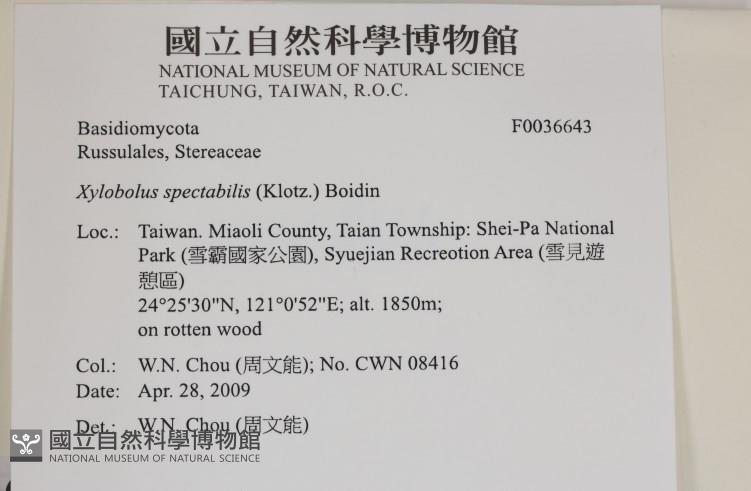 國立自然科學博物館
NATIONAL MUSEUM OF NATURAL SCIENCE
TAICHUNG, TAIWAN, R.O.C.
Basidiomycota F0036643
Russulales, Stereaceae
Xylobolus spectabilis (Klotz.) Boidin
Loc.: Taiwan. Miaoli County, Taian Township: Shei-Pa National
Park (雪霸國家公園), Syuejian Recreotion Area (雪見遊
憩區)
24°25'30"N, 121°0'52"E; alt. 1850m;
on rotten wood
Col.: W.N. Chou (周文能); No. CWN 08416
Date: Apr. 28, 2009
Det.: W.N. Chou (周文能)
國立自然科學博物館
NATIONAL MUSEUM OF NATURAL SCIENCE